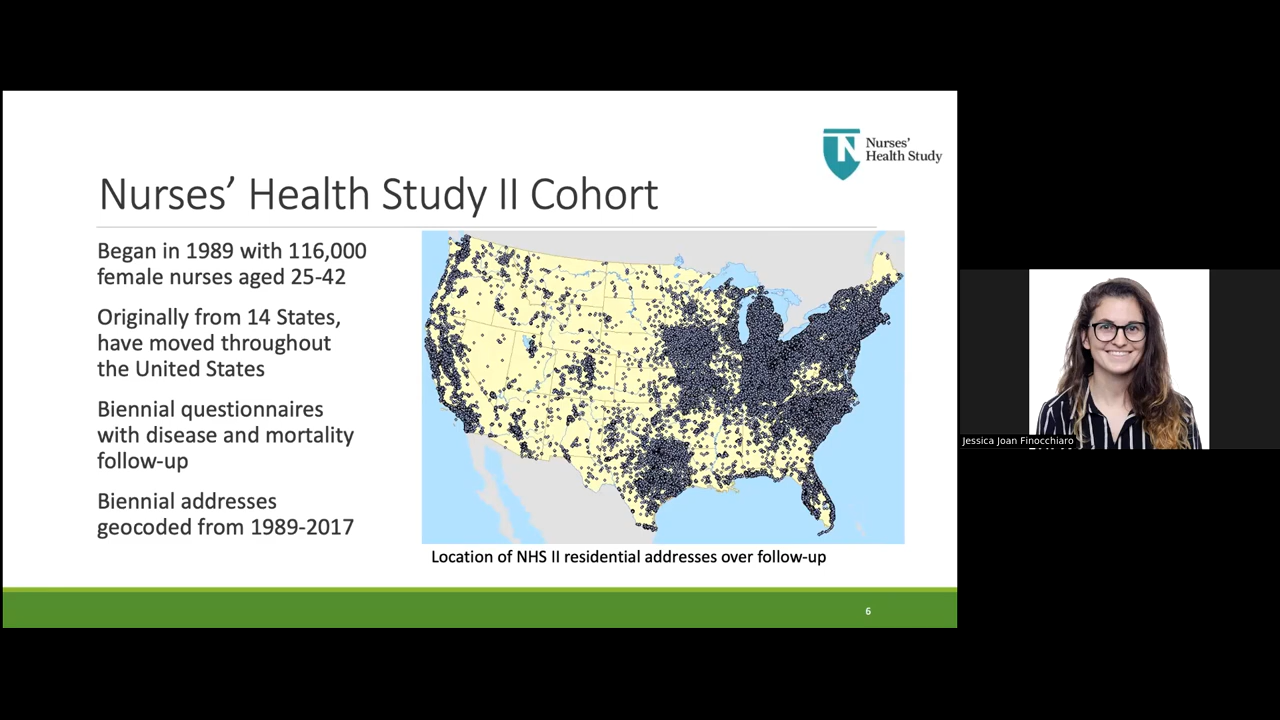 Nurses’
Health Study
Nurses’ Health Study II Cohort
Began in 1989 with 116,000
female nurses aged 25-42
Originally from 14 States,
have moved throughout
the United States
Biennial questionnaires
with disease and mortality
follow-up
Biennial addresses
geocoded from 1989-2017
Location of NHS II residential addresses over follow-up
6
Jessica Joan Finocchiaro